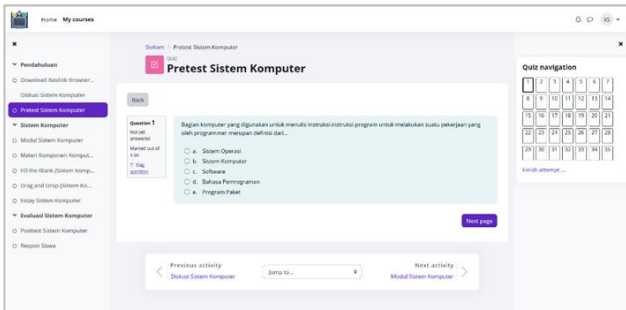 Home My courses
XS
Pendahuluan
Download Basilisk Browser...
Diskusi Sistem Komputer
Pretest Sistem Komputer
Sistem Komputer
Modul Sistem Komputer
Materi Komponen Komput...
Fill the Blank (Sistem Komp...
Drag and Drop (Sistem Ko...
Essay Sistem Komputer
Evaluasi Sistem Komputer
Posttest Sistem Komputer
Respon Siswa
SisKom > Pretest Sistem Komputer
QUIZ
Pretest Sistem Komputer
Back
Question 1
Not yet
answered
Marked out of
1.00
Flag
question
Bagian komputer yang digunakan untuk menulis instruksi-instruksi program untuk melakukan suatu pekerjaan yang
oleh programmer merupan definisi dari...
a. Sistem Operasi
b. Sistem Komputer
c. Software
d. Bahasa Pemrograman
e. Program Paket
Next page
Previous activity
Diskusi Sistem Komputer
Jump to...
Next activity
Modul Sistem Komputer
Quiz navigation
1 2 3 4 5 6 7
8 9 10 11 12 13 14
15 16 17 18 19 20 21
22 23 24 25 26 27 28
29 30 31 32 33 34 35
Finish attempt ...